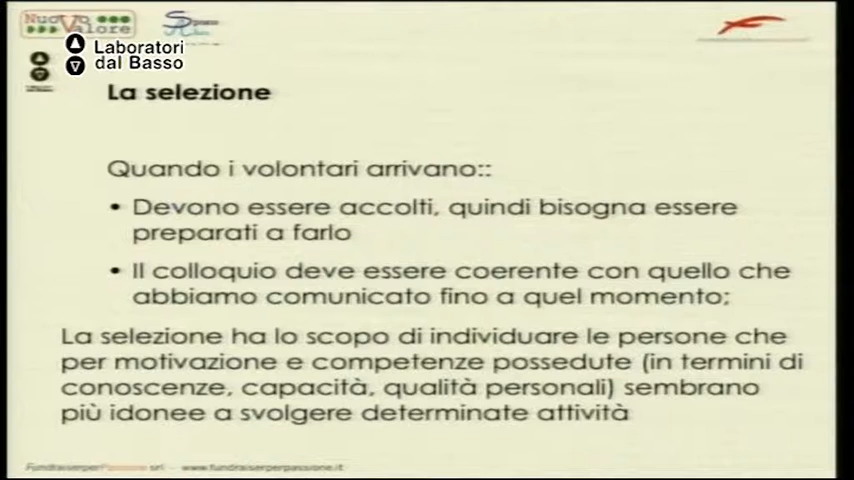 Nuovo
Valore
Laboratori
dal Basso
La selezione
Quando i volontari arrivano::
• Devono essere accolti, quindi bisogna essere
preparati a farlo
• Il colloquio deve essere coerente con quello che
abbiamo comunicato fino a quel momento;
La selezione ha lo scopo di individuare le persone che
per motivazione e competenze possedute (in termini di
conoscenze, capacità, qualità personali) sembrano
più idonee a svolgere determinate attività
FundraiserperPassione srl - www.fundraiserperpassione.it